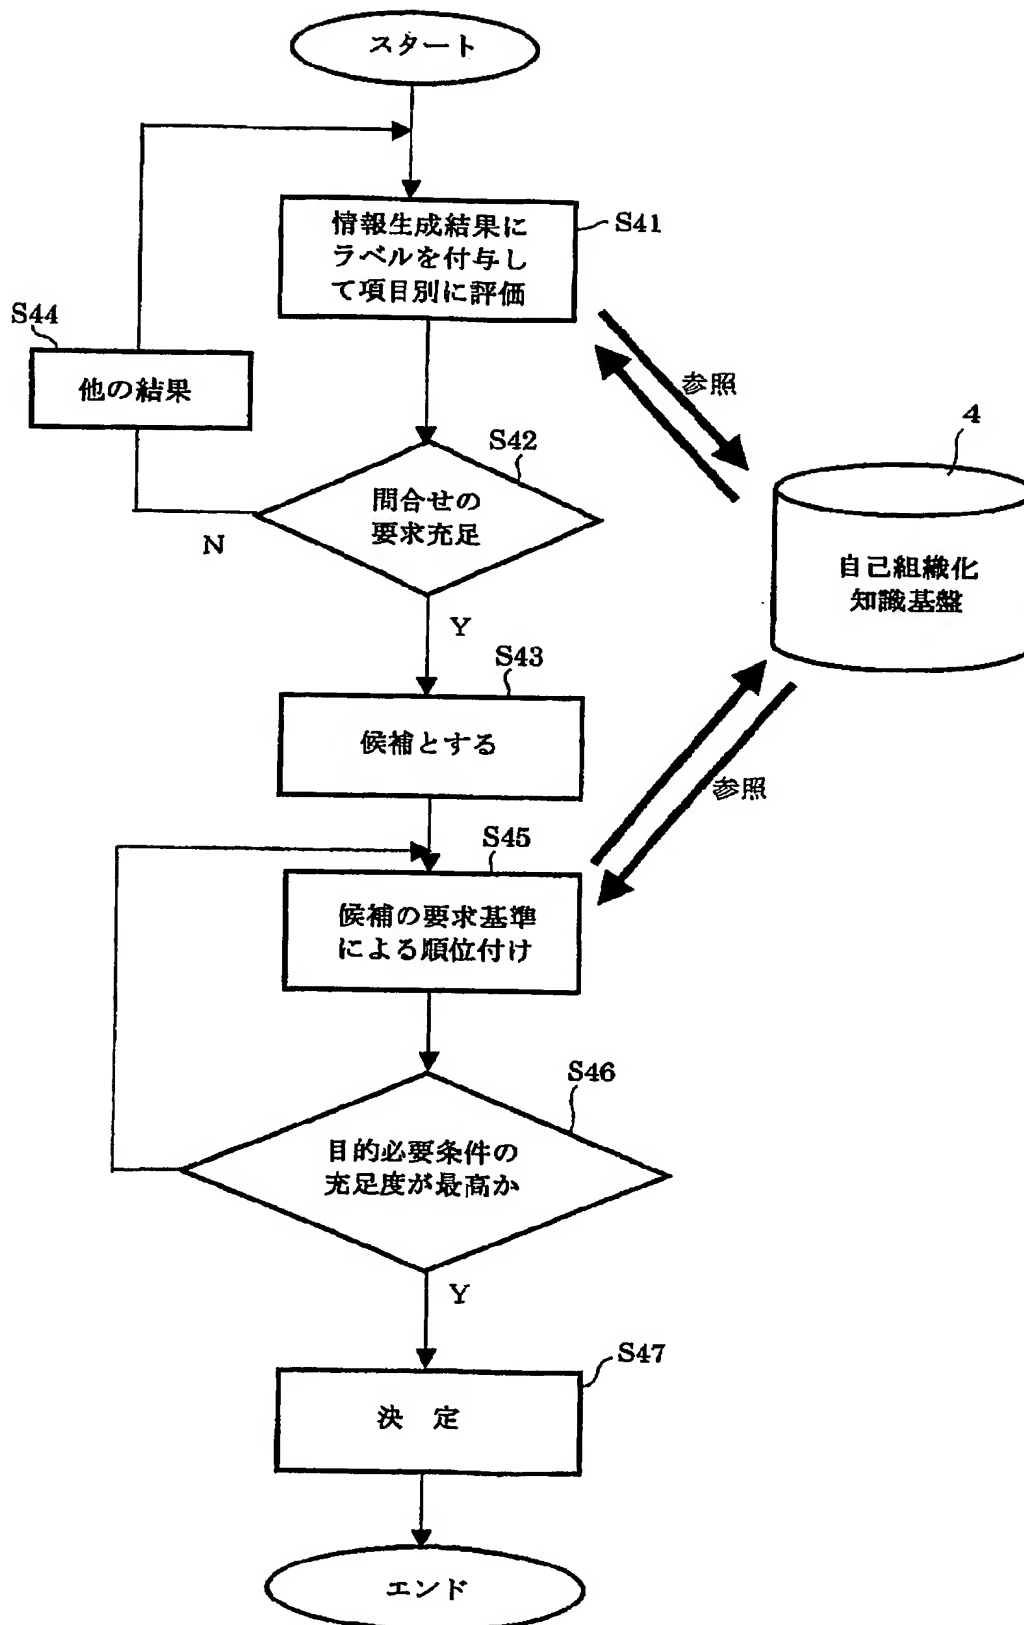 スタート
情報生成結果に
ラベルを付与し
て項目別に評価
S41
S44
他の結果
参照
S42
問合せの
要求充足
N
Y
4
自己組織化
知識基盤
S43
候補とする
参照
S45
候補の要求基準
による順位付け
S46
目的必要条件の
充足度が最高か
Y
S47
決 定
エンド